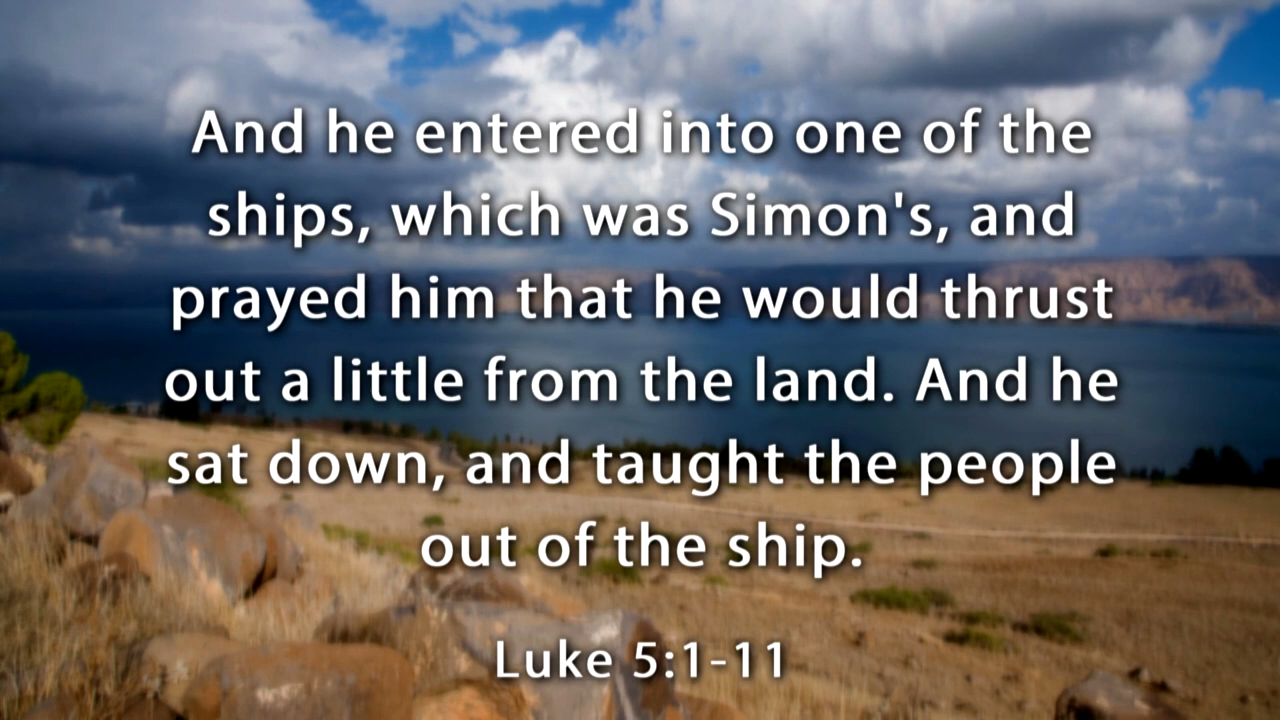 And he entered into one of the
ships, which was Simon's, and
prayed him that he would thrust
out a little from the land. And he
sat down, and taught the people
out of the ship.
Luke 5:1-11